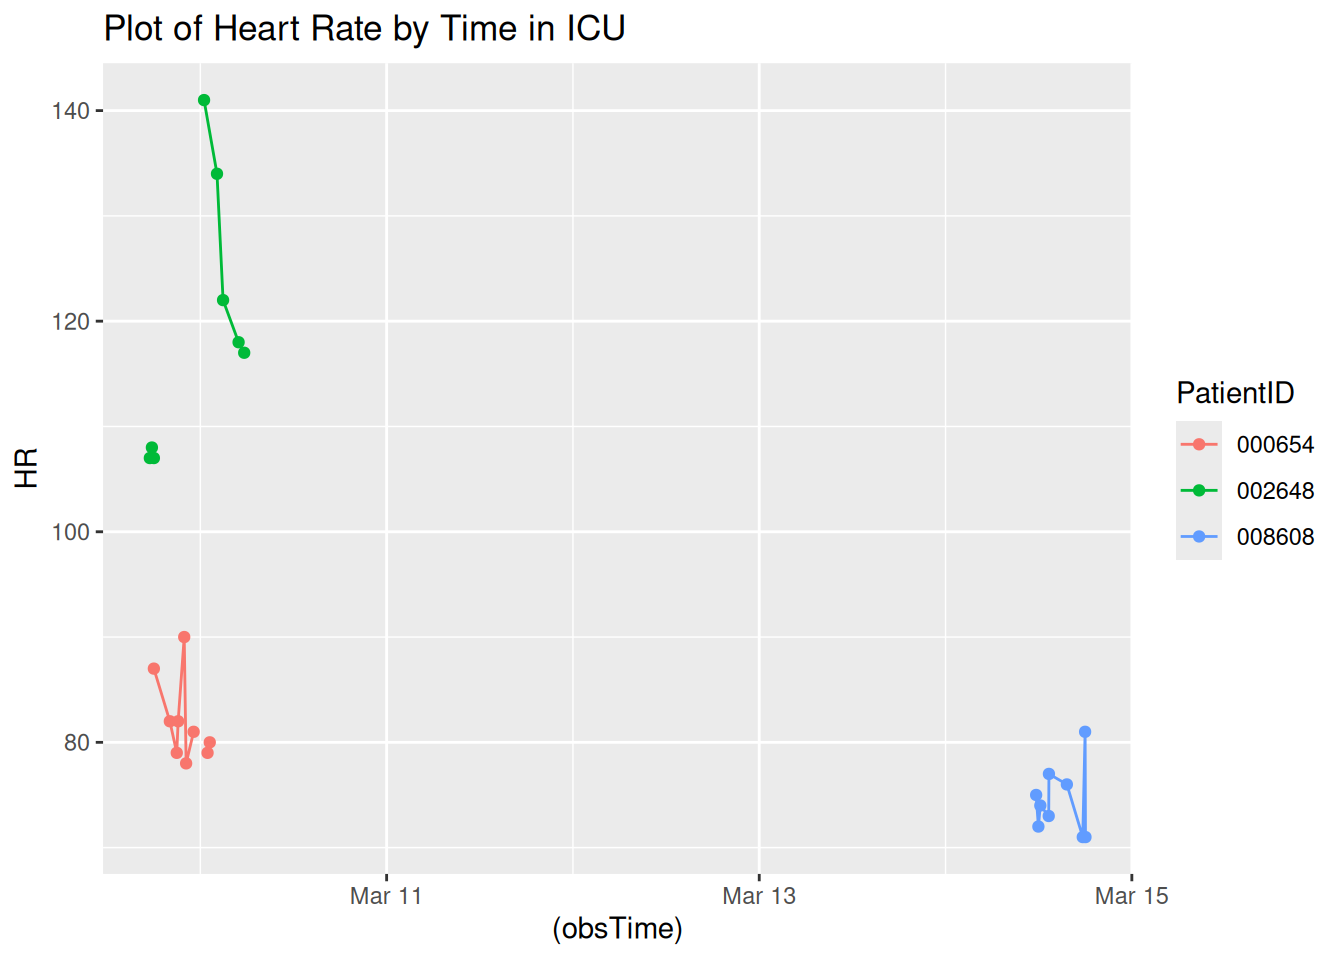 Plot of Heart Rate by Time in ICU
140
120
100
80
HR
Mar 11
Mar 13
Mar 15
(obsTime)
PatientID
000654
002648
008608